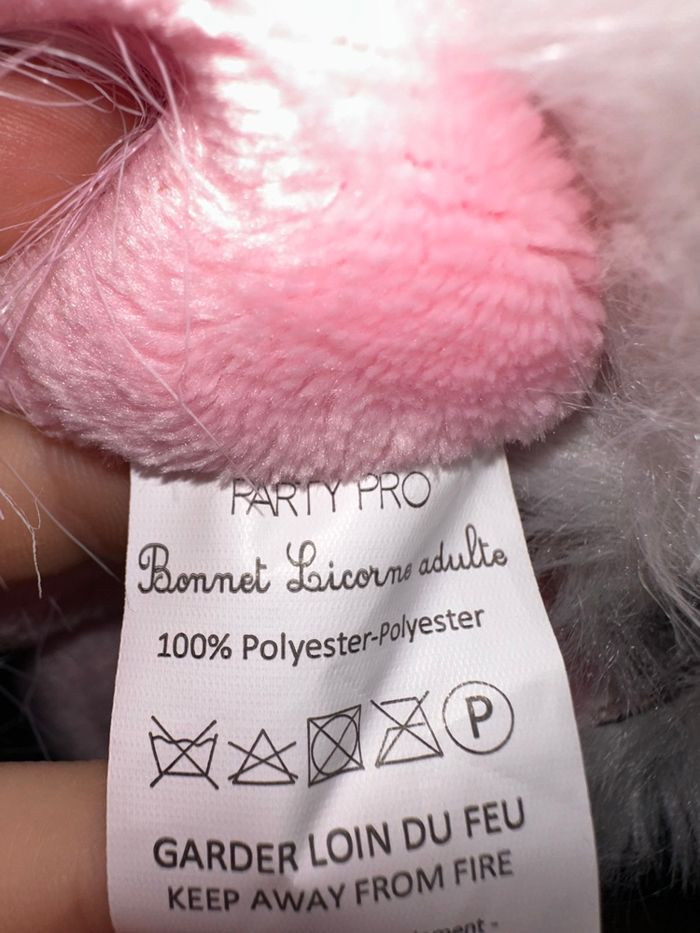 PARTY PRO
Bonnet Licorne adulte
100% Polyester-Polyester
P
GARDER LOIN DU FEU
KEEP AWAY FROM FIRE